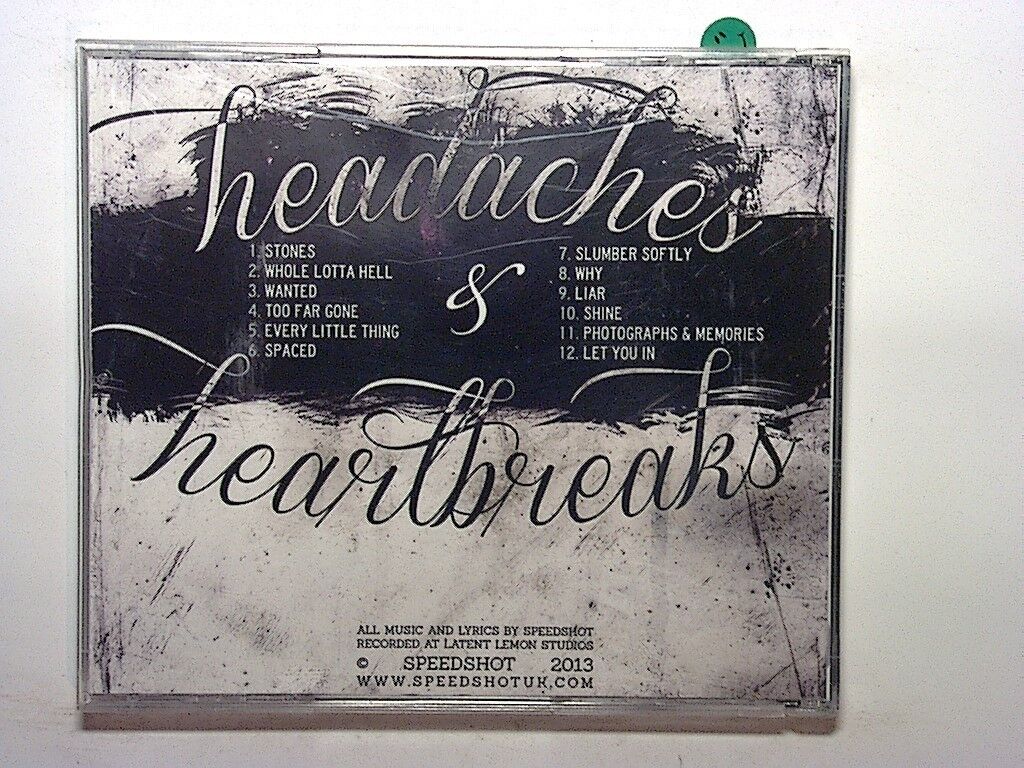 headaches
1. STONES
2. WHOLE LOTTA HELL
3. WANTED
4. TOO FAR GONE
5. EVERY LITTLE THING
6. SPACED
&
7. SLUMBER SOFTLY
8. WHY
9. LIAR
10. SHINE
11. PHOTOGRAPHS & MEMORIES
12. LET YOU IN
heartbreaks
ALL MUSIC AND LYRICS BY SPEEDSHOT
RECORDED AT LATENT LEMON STUDIOS
© SPEEDSHOT 2013
WWW.SPEEDSHOTUK.COM